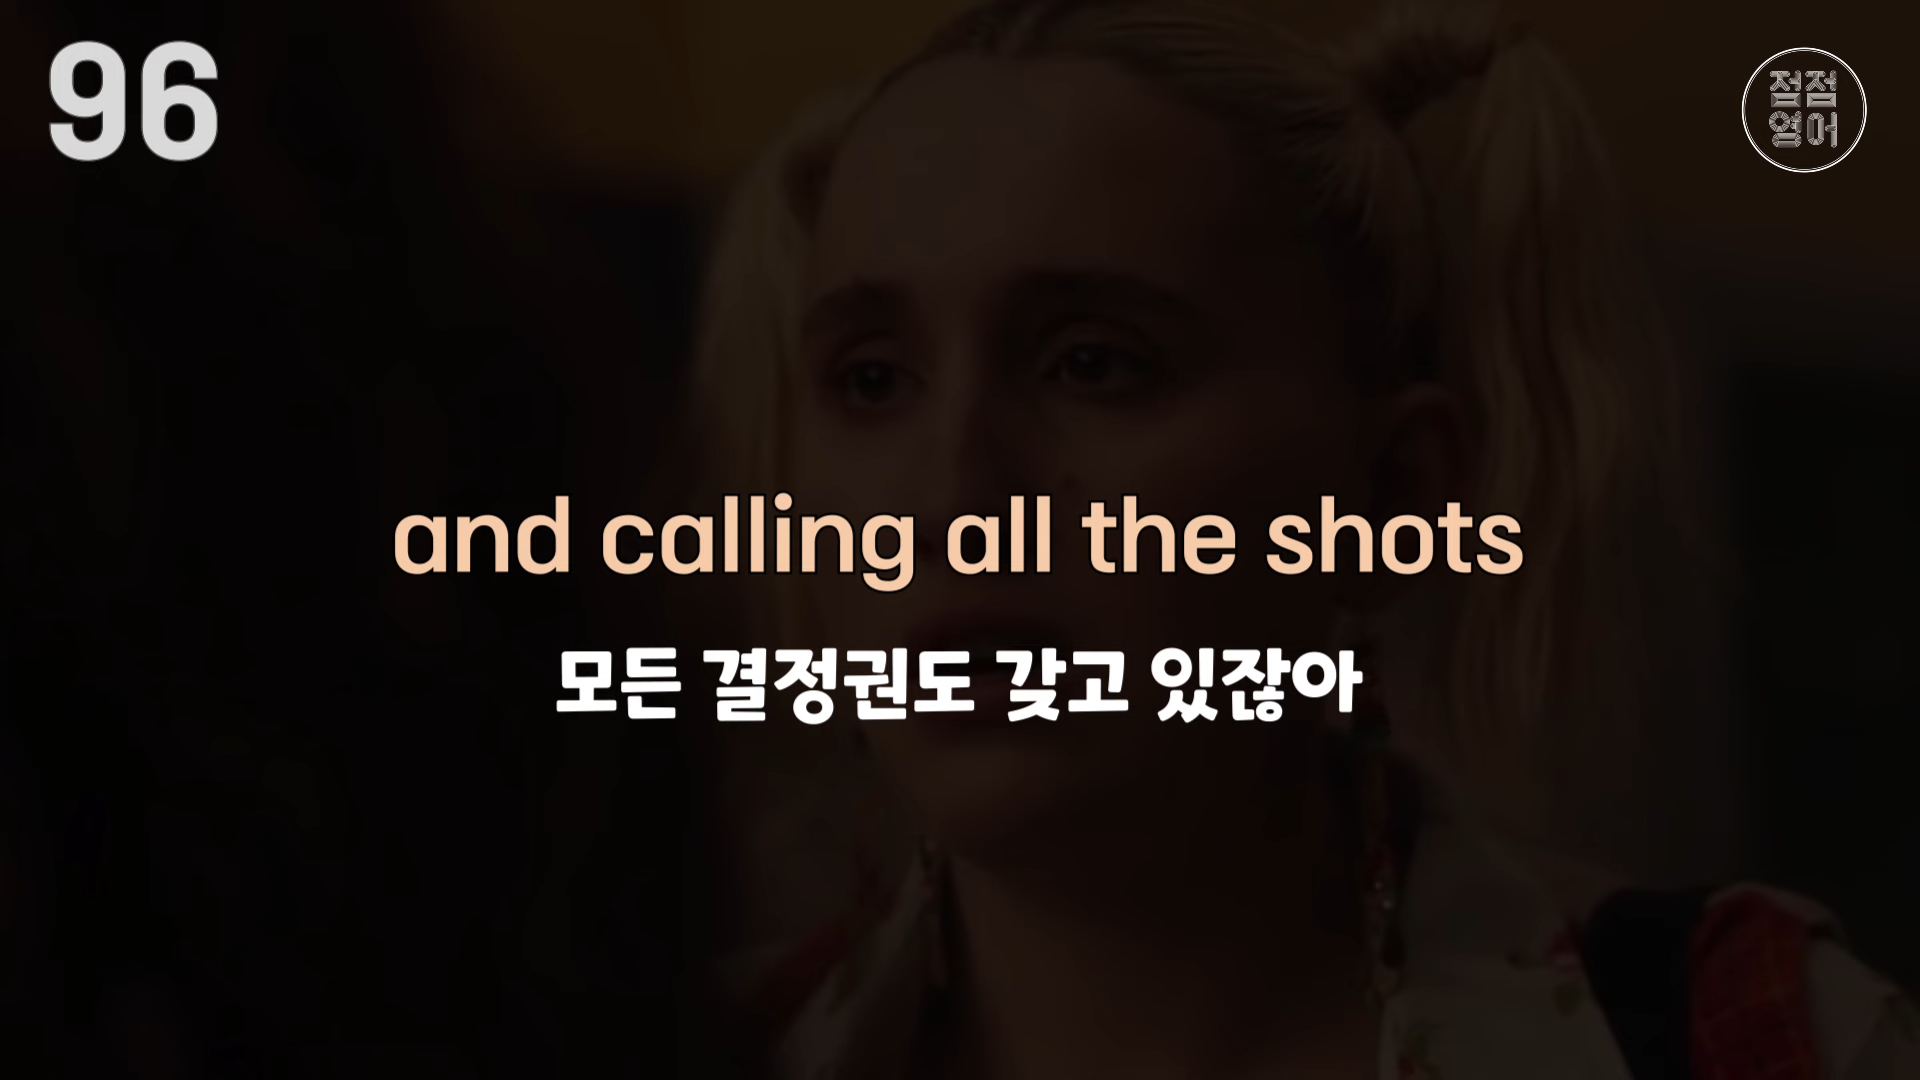 96
점점
영어
and calling all the shots
모든 결정권도 갖고 있잖아